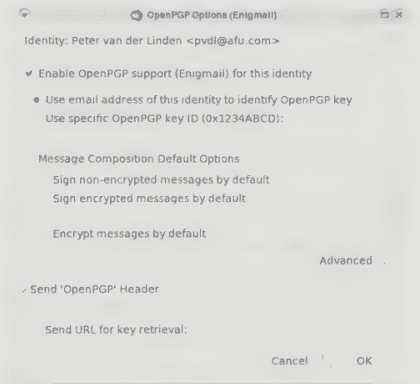 OpenPGP Options (Enigmail)
Identity: Peter van der Linden <pvdl@afu.com>
Enable OpenPGP support (Enigmail) for this identity
Use email address of this identity to identify OpenPGP key
Use specific OpenPGP key ID (0x1234ABCD):
Message Composition Default Options
Sign non-encrypted messages by default
Sign encrypted messages by default
Encrypt messages by default
Advanced
Send 'OpenPGP' Header
Send URL for key retrieval:
Cancel OK